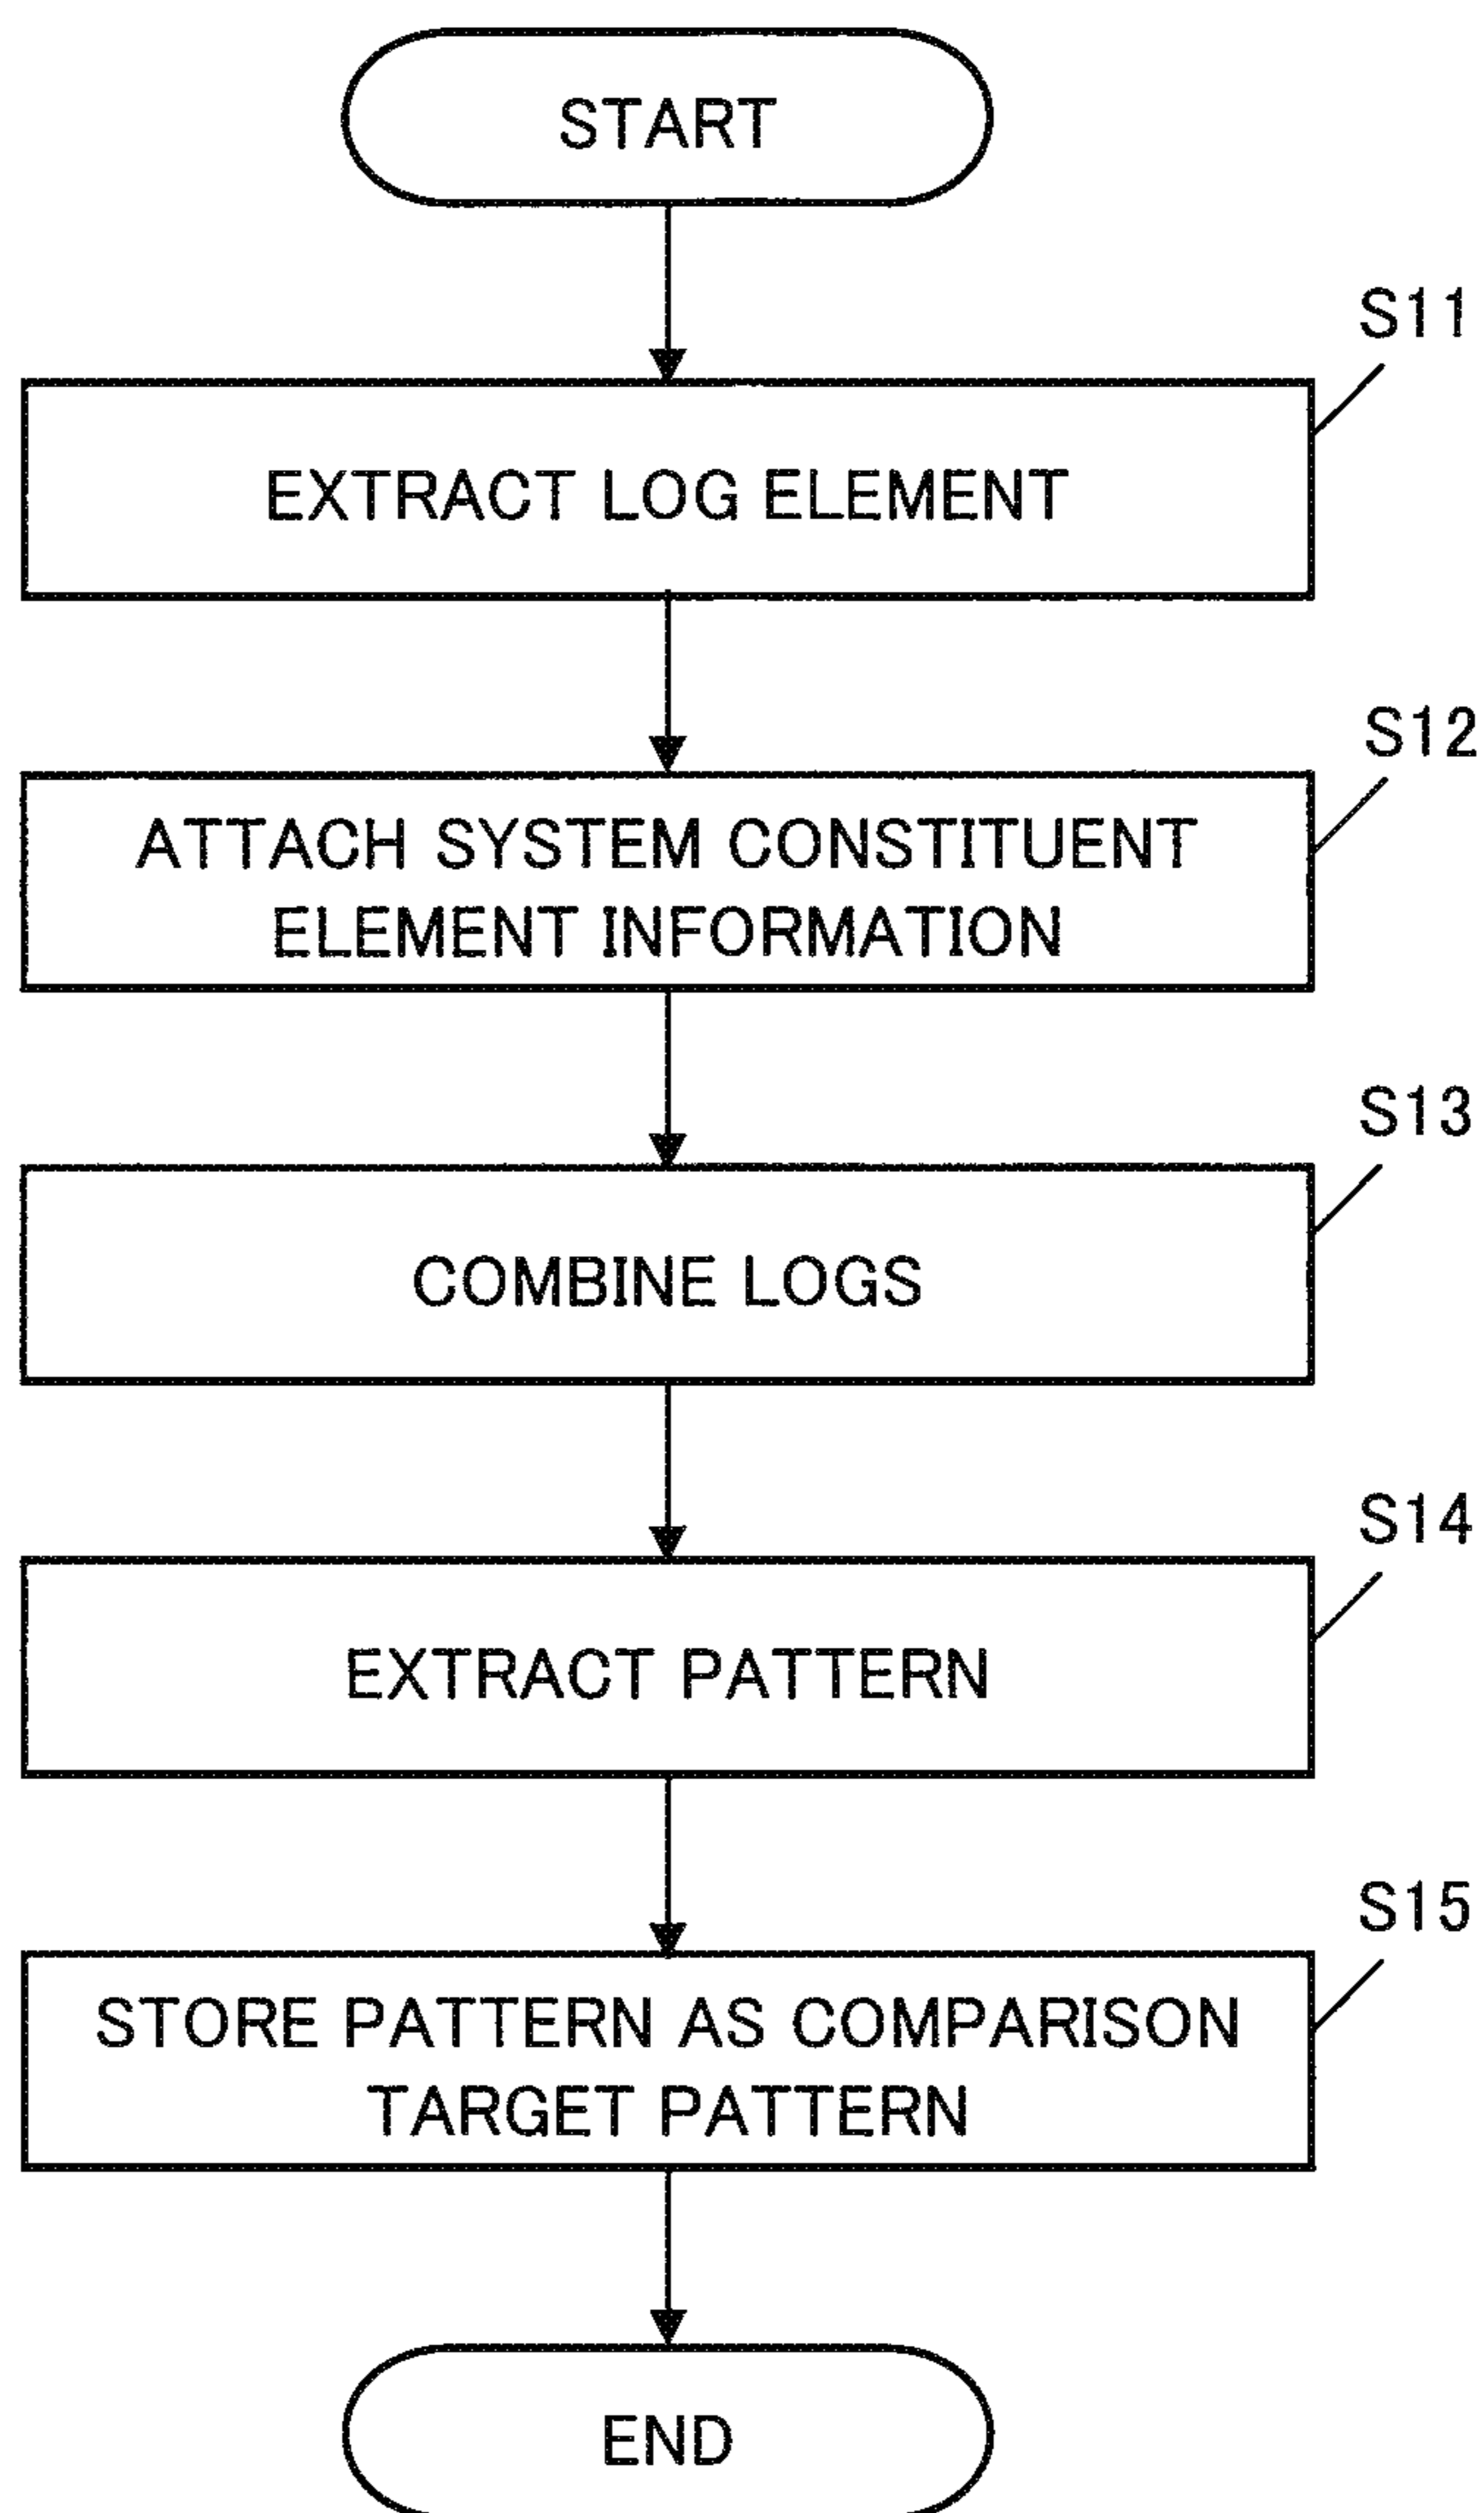 START
S11
EXTRACT LOG ELEMENT
S12
ATTACH SYSTEM CONSTITUENT
ELEMENT INFORMATION
S13
COMBINE LOGS
S14
EXTRACT PATTERN
S15
STORE PATTERN AS COMPARISON
TARGET PATTERN
END